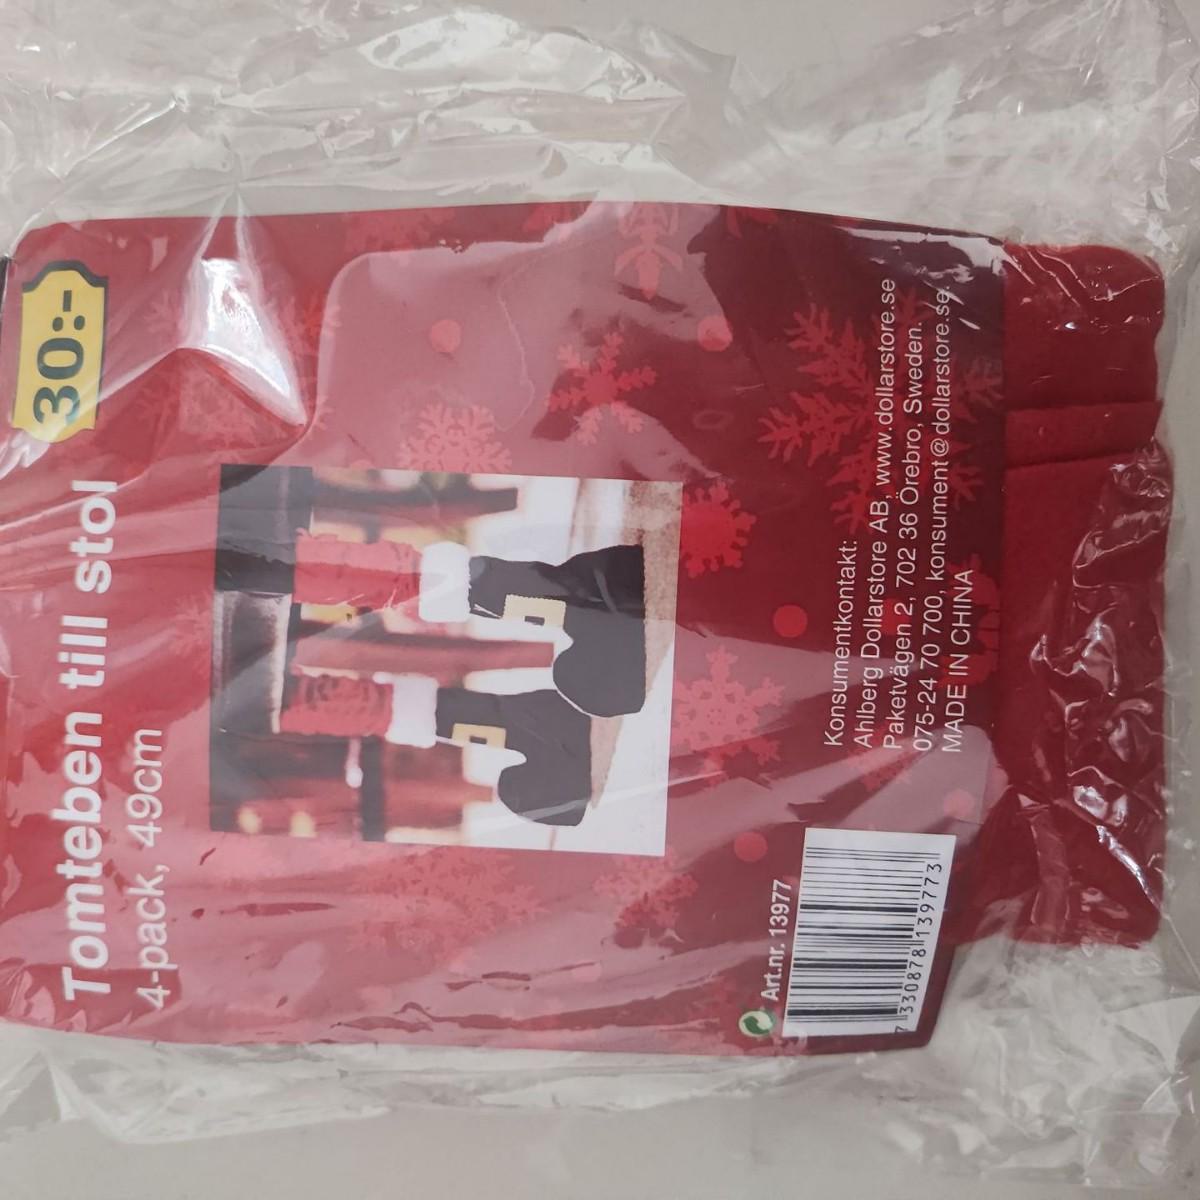 30:-
Tomteben till stol
4-pack, 49cm
Konsumentkontakt:
Ahlberg Dollarstore AB, www.dollarstore.se
Paketvägen 2, 702 36 Örebro, Sweden.
075-24 70 700, konsument@dollarstore.se.
MADE IN CHINA
Art.nr. 13977
7 330878 139773